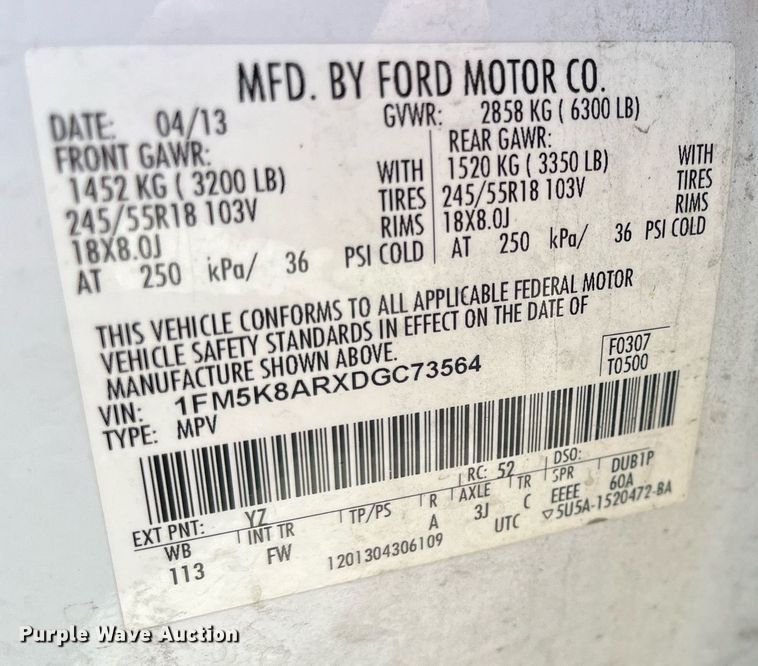 MFD. BY FORD MOTOR CO.
DATE: 04/13 GVWR: 2858 KG ( 6300 LB)
FRONT GAWR: REAR GAWR:
1452 KG ( 3200 LB) WITH 1520 KG ( 3350 LB) WITH
245/55R18 103V TIRES 245/55R18 103V TIRES
18X8.0J RIMS 18X8.0J RIMS
AT 250 kPa/ 36 PSI COLD AT 250 kPa/ 36 PSI COLD
THIS VEHICLE CONFORMS TO ALL APPLICABLE FEDERAL MOTOR
VEHICLE SAFETY STANDARDS IN EFFECT ON THE DATE OF
MANUFACTURE SHOWN ABOVE.
VIN: 1FM5K8ARXDGC73564 F0307
TYPE: MPV T0500
EXT PNT: YZ RC: 52 DSO:
WB INT TR TP/PS R AXLE TR SPR DUB1P
113 FW A 3J C EEEE 60A
1201304306109 UTC ▽5U5A-1520472-BA
Purple Wave Auction